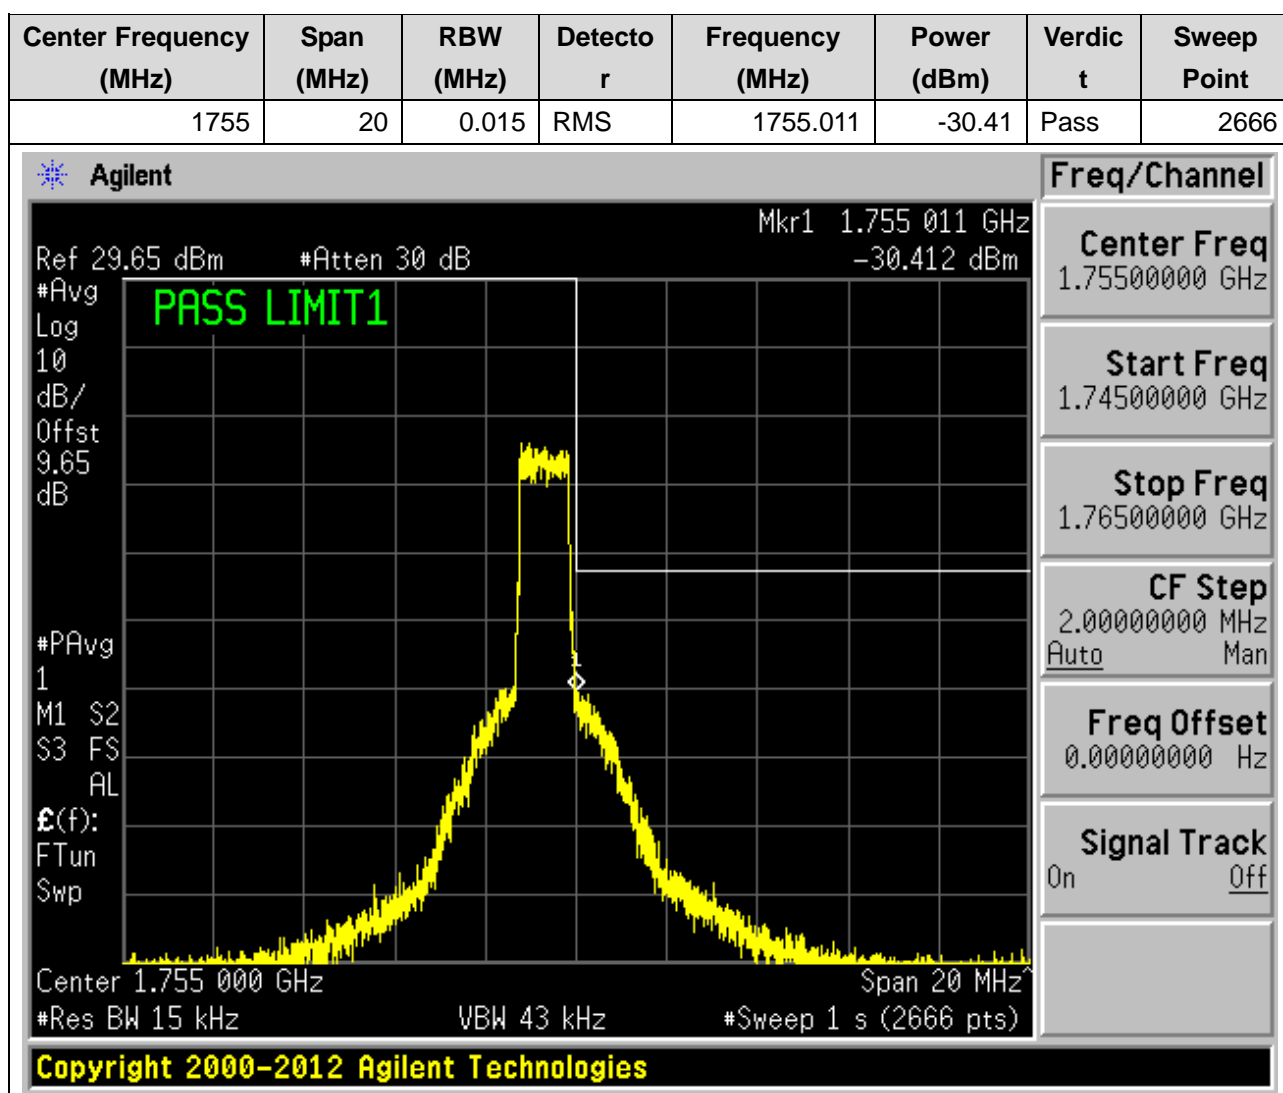 Center Frequency Span RBW Detecto Frequency Power Verdic Sweep
(MHz) (MHz) (MHz) r (MHz) (dBm) t Point
1755 20 0.015 RMS 1755.011 -30.41 Pass 2666
Agilent
Freq/Channel
Mkr1 1.755 011 GHz
Ref 29.65 dBm #Atten 30 dB -30.412 dBm
#Avg
Log
10
dB/
Offst
9.65
dB
PASS LIMIT1
#PAvg
1
M1 S2
S3 FS
AL
£(f):
FTun
Swp
1
Center 1.755 000 GHz Span 20 MHz^
#Res BW 15 kHz VBW 43 kHz #Sweep 1 s (2666 pts)
Center Freq
1.75500000 GHz
Start Freq
1.74500000 GHz
Stop Freq
1.76500000 GHz
CF Step
2.00000000 MHz
Auto Man
Freq Offset
0.00000000 Hz
Signal Track
On Off
Copyright 2000-2012 Agilent Technologies